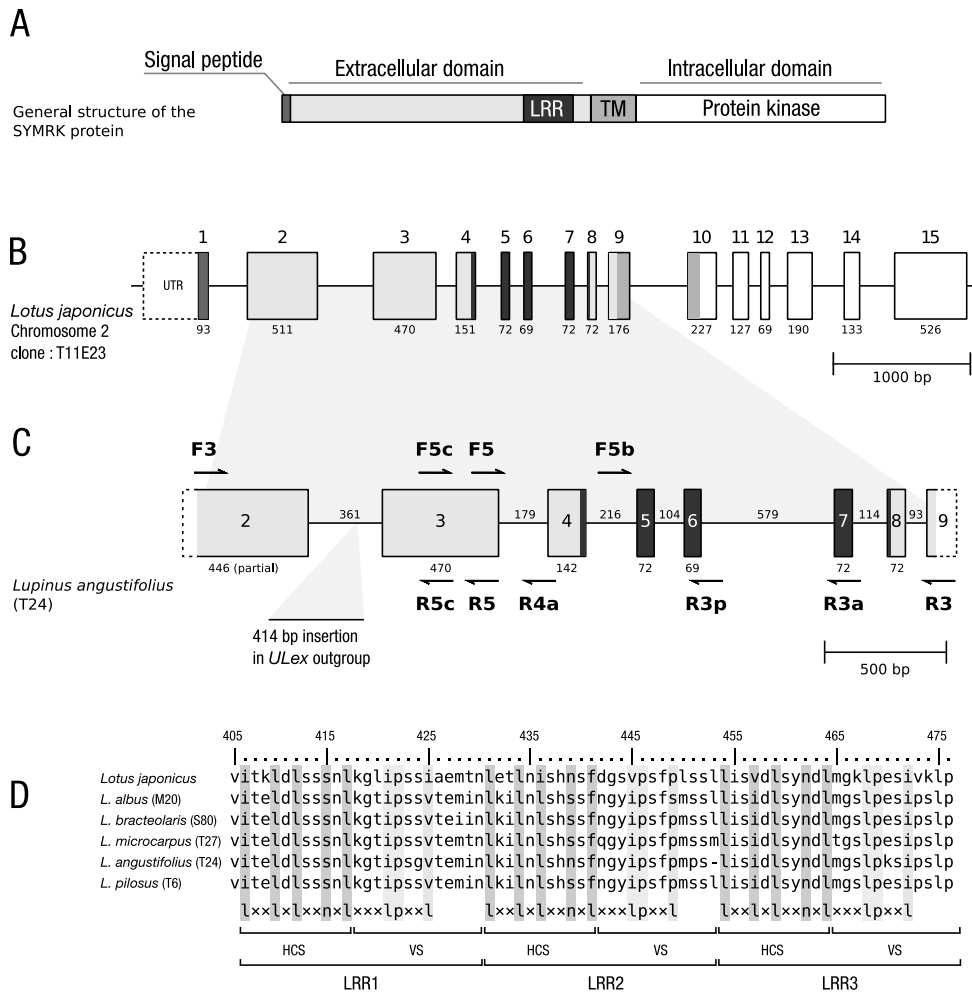 A
Signal peptide
Extracellular domain
Intracellular domain
General structure of the
SYMRK protein
LRR TM Protein kinase
B
1 2 3 4 5 6 7 8 9 10 11 12 13 14 15
UTR
93 511 470 151 72 69 72 72 176 227 127 69 190 133 526
Lotus japonicus
Chromosome 2
clone : T11E23
1000 bp
C
F3 F5c F5 F5b
2 361 3 179 4 216 5 104 6 579 7 114 8 93 9
446 (partial) 470 142 72 69 72 72
Lupinus angustifolius
(T24)
R5c R5 R4a R3p R3a R3
414 bp insertion
in ULex outgroup
500 bp
D
405 415 425 435 445 455 465 475
Lotus japonicus vitkldlsssnlkglipssiaemtnletlnishnsfdgsvpsfplssllisvdlsyndlmgklpesivklp
L. albus (M20) viteldlsssnlkgtipssvteminlkilnlshssfngyipsfsmssllisidlsyndlmgslpesipslp
L. bracteolaris (S80) viteldlsssnlkgtipssvteiinlkilnlshssfngyipsfpmssllisidlsyndlmgslpesipslp
L. microcarpus (T27) viteldlsssnlkgtipssvtemtnlkilnlshssfqgyipsfpmssmlisidlsyndltgslpesipslp
L. angustifolius (T24) viteldlsssnlkgtipsgvteminlkilnlshnsfngyipsfpmps-lisidlsyndlmgslpksipslp
L. pilosus (T6) viteldlsssnlkgtipssvteminlkilnlshssfngyipsfpmssllisidlsyndlmgslpesipslp
l××l×l××n×l×××lp××l l××l×l××n×l×××lp××l l××l×l××n×l×××lp××l
HCS VS HCS VS HCS VS
LRR1 LRR2 LRR3